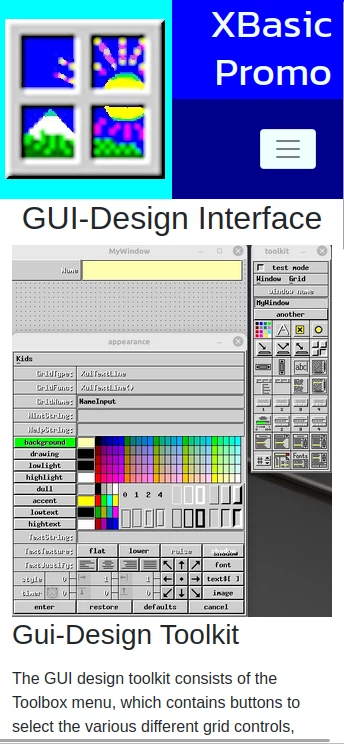 XBasic
Promo
GUI-Design Interface
MyWindow
Name
appearance
Kids
GridType: XuiTextLine
GridFunc: XuiTextLine()
GridName: NameInput
HintString:
HelpString:
background
drawing
lowlight
highlight
dull
accent
lowtext
hightext
0 1 2 4
TextString:
TextTexture: flat lower raise shadow
TextJustify: font
style 0 1 1 text$[ ]
timer 0 0 0 image
enter restore defaults cancel
toolkit
test mode
Window Grid
window name
MyWindow
another
abc
Fonts
Gui-Design Toolkit
The GUI design toolkit consists of the
Toolbox menu, which contains buttons to
select the various different grid controls,